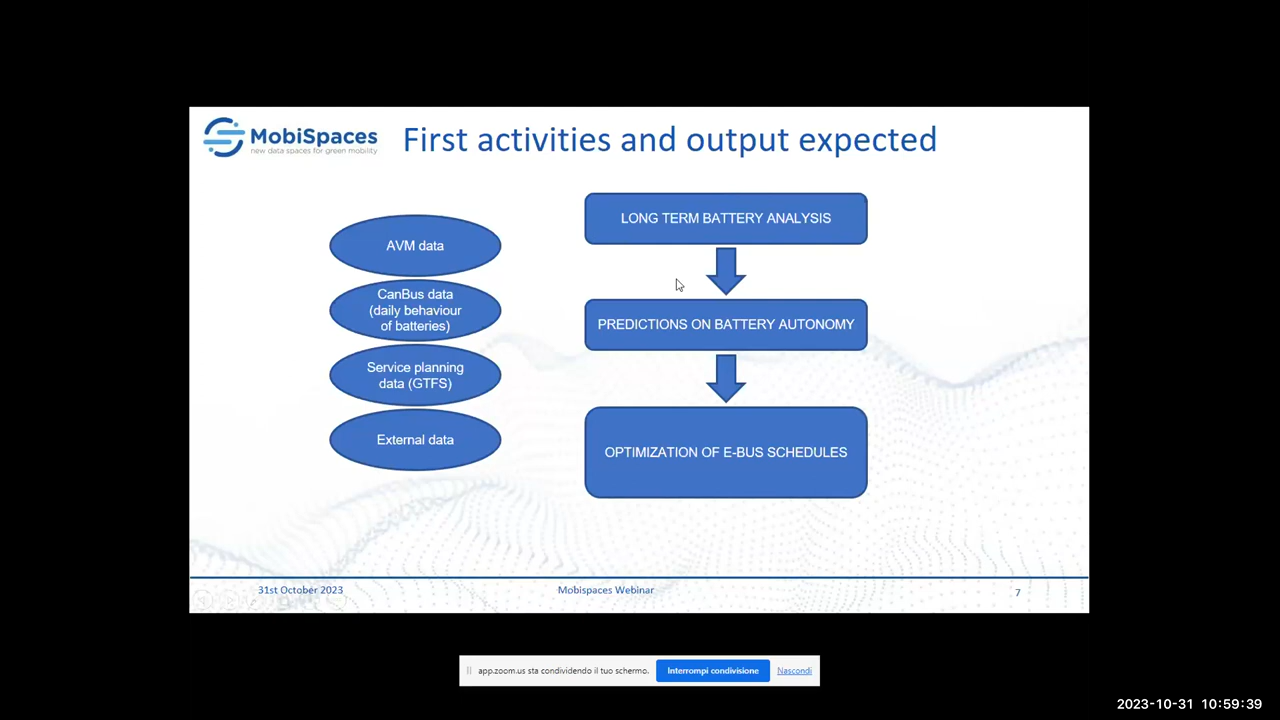 MobiSpaces
new data spaces for green mobility
First activities and output expected
AVM data
CanBus data
(daily behaviour
of batteries)
Service planning
data (GTFS)
External data
LONG TERM BATTERY ANALYSIS
PREDICTIONS ON BATTERY AUTONOMY
OPTIMIZATION OF E-BUS SCHEDULES
31st October 2023
Mobispaces Webinar
7
app.zoom.us sta condividendo il tuo schermo.
Interrompi condivisione
Nascondi
2023-10-31 10:59:39